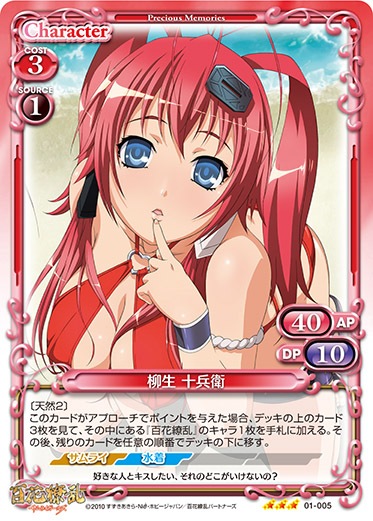 Precious Memories
Character
COST
3
SOURCE
1
40 AP
DP 10
柳生 十兵衛
〔天然2〕
このカードがアプローチでポイントを与えた場合、デッキの上のカード
3枚を見て、その中にある『百花繚乱』のキャラ1枚を手札に加える。そ
の後、残りのカードを任意の順番でデッキの下に移す。
サムライ 水着
好きな人とキスしたい、それのどこがいけないの?
百花繚乱
サムライガールズ
©2010 すずきあきら・Niθ・ホビージャパン/百花繚乱パートナーズ
01-005